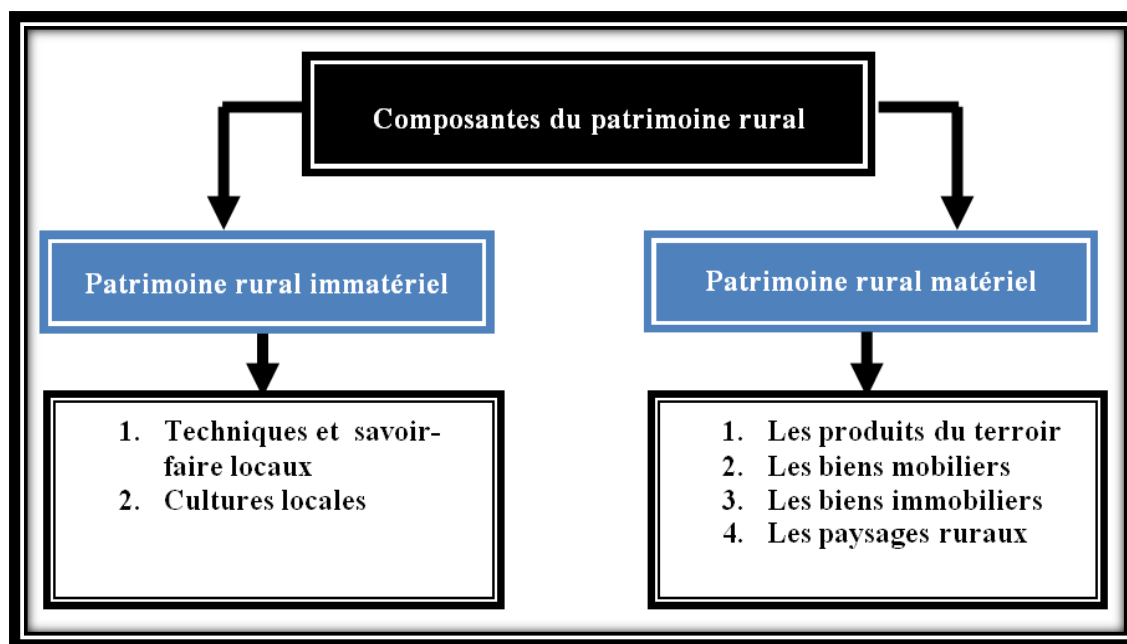 Composantes du patrimoine rural
Patrimoine rural immatériel
Patrimoine rural matériel
1. Techniques et savoir-
faire locaux
2. Cultures locales
1. Les produits du terroir
2. Les biens mobiliers
3. Les biens immobiliers
4. Les paysages ruraux